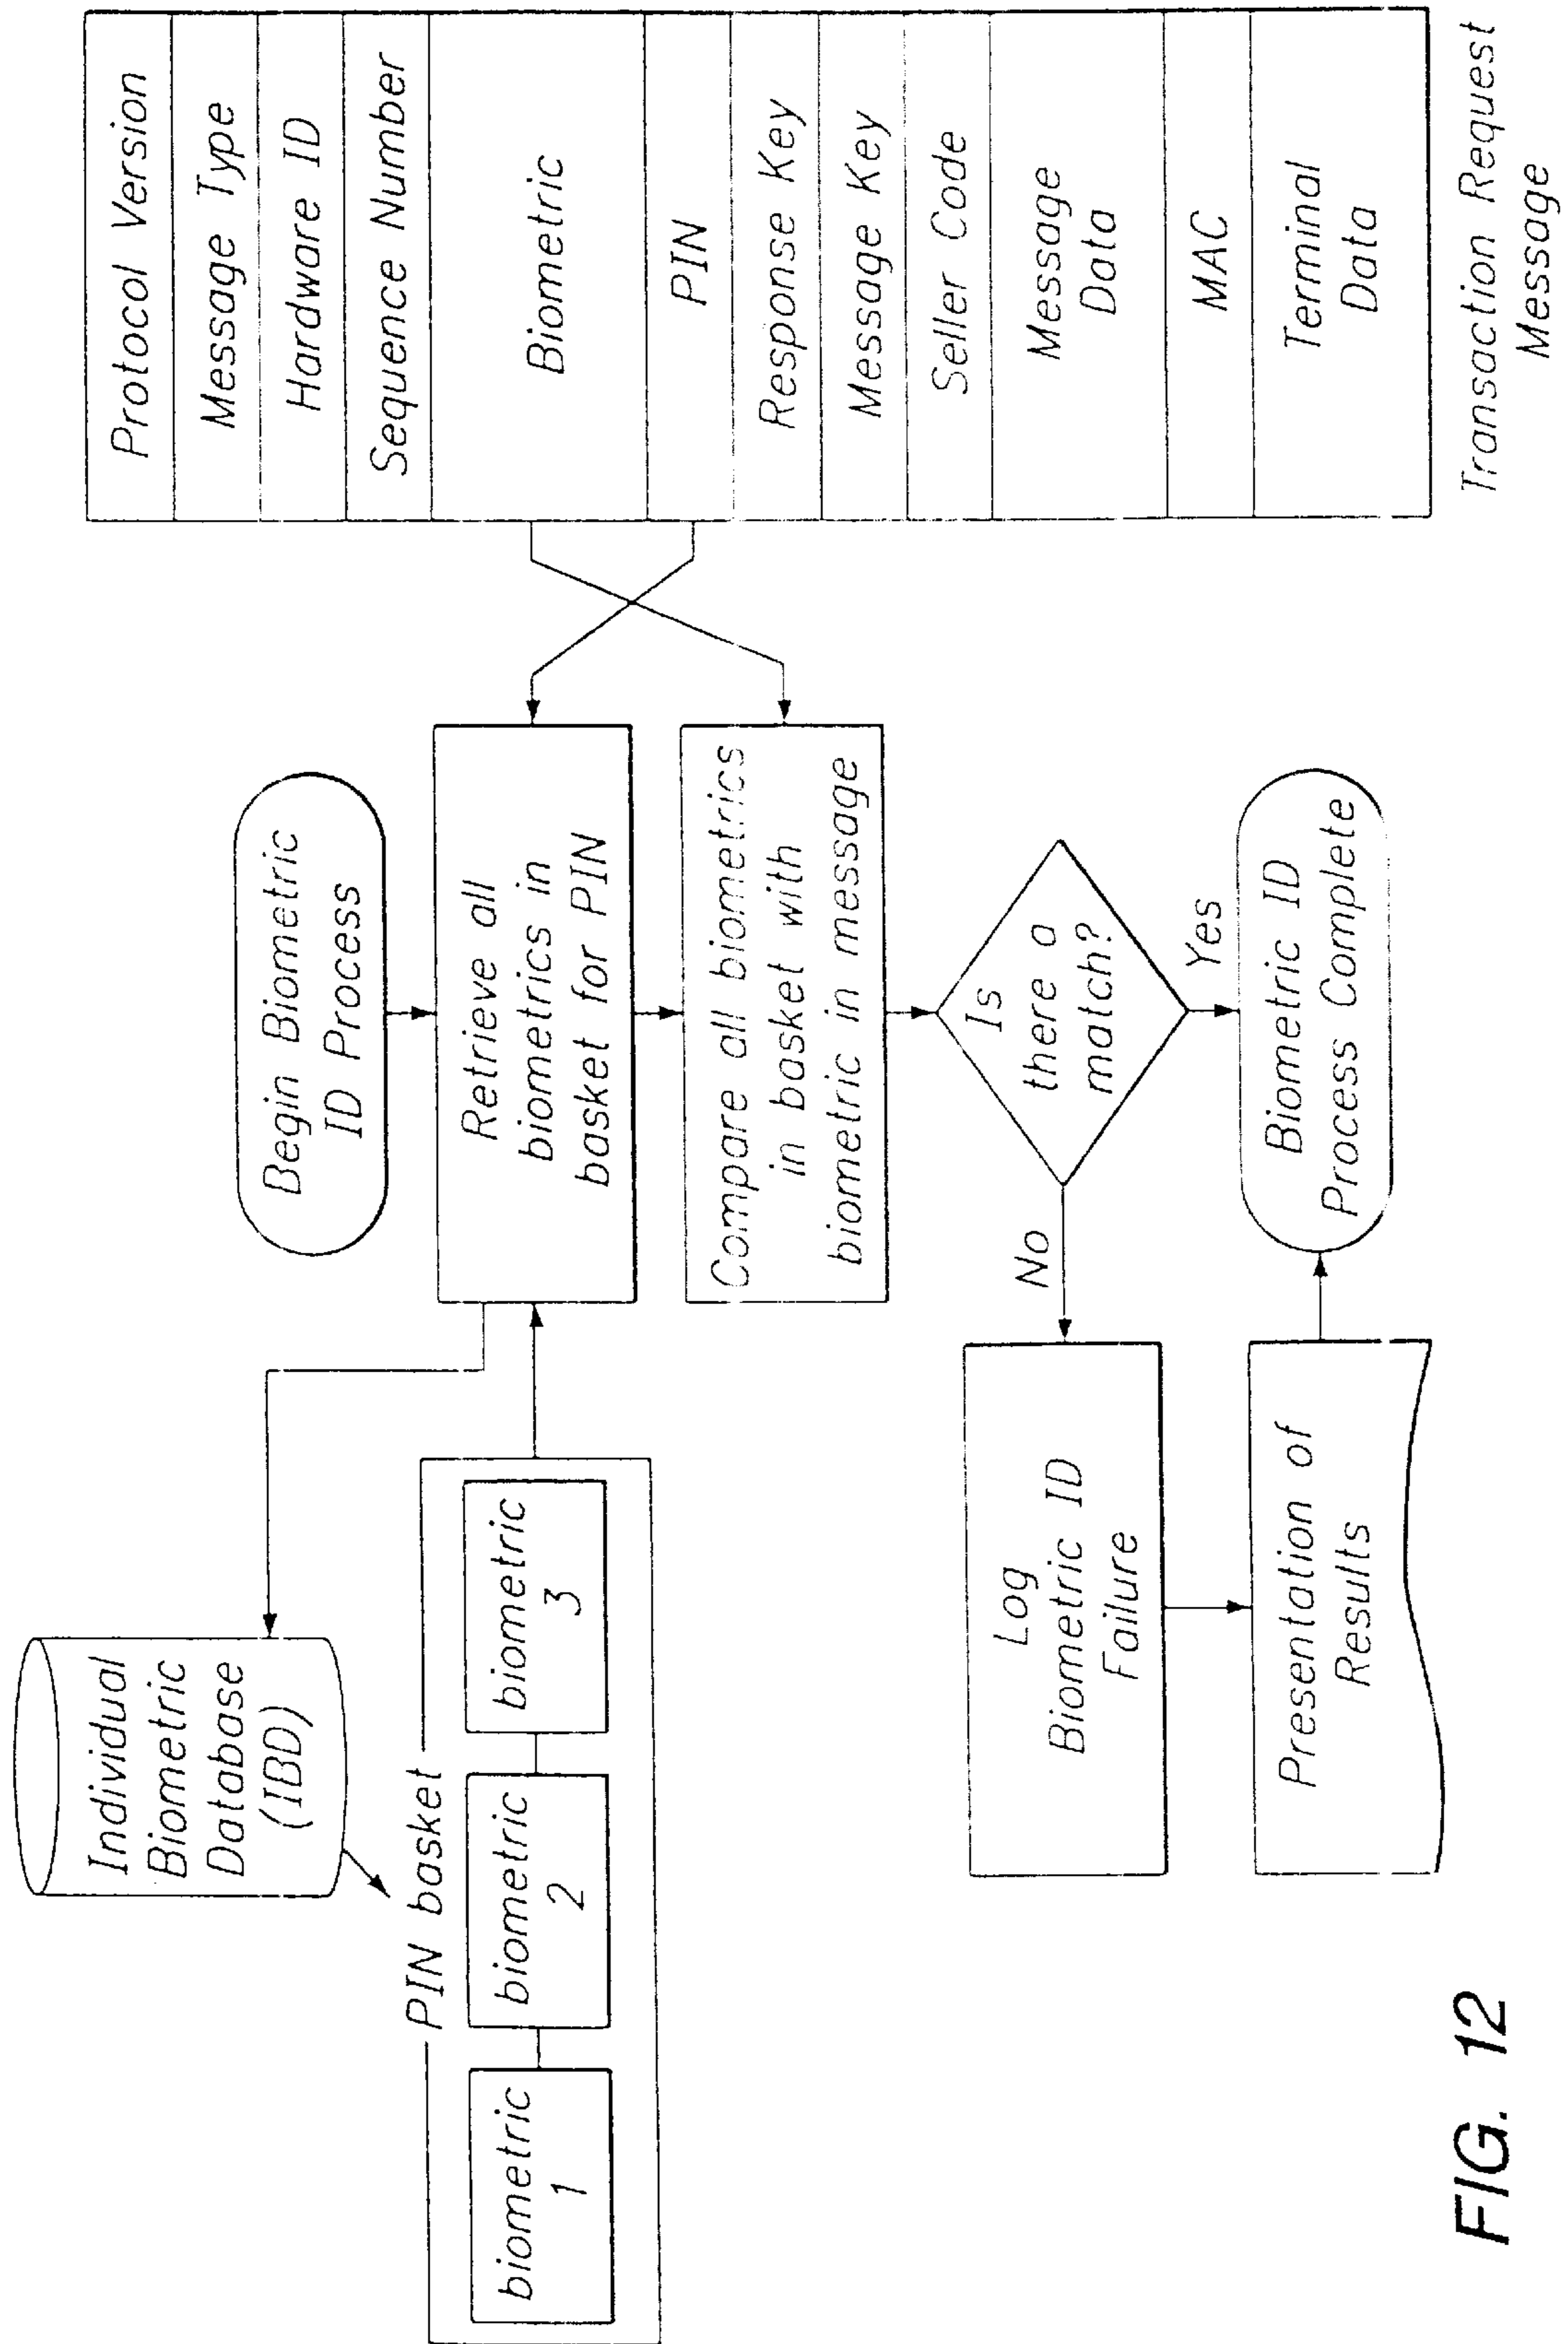 Individual
Biometric
Database
(IBD)
PIN basket
biometric
1
biometric
2
biometric
3
Begin Biometric
ID Process
Retrieve all
biometrics in
basket for PIN
Compare all biometrics
in basket with
biometric in message
Is
there a
match?
No
Yes
Log
Biometric ID
Failure
Presentation of
Results
Biometric ID
Process Complete
Protocol Version
Message Type
Hardware ID
Sequence Number
Biometric
PIN
Response Key
Message Key
Seller Code
Message
Data
MAC
Terminal
Data
Transaction Request
Message
FIG. 12